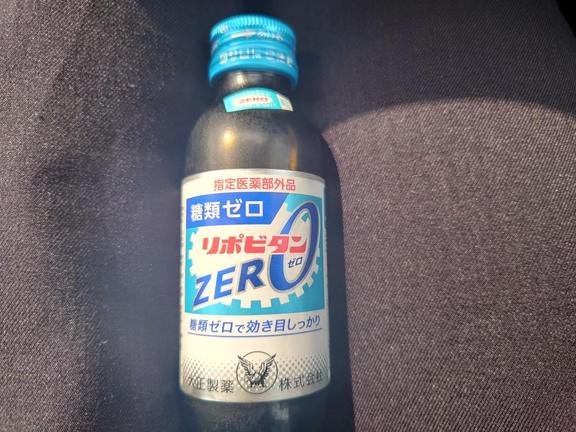 ZERO
指定医薬部外品
糖類ゼロ
リポビタン
ZERO
ゼロ
糖類ゼロで効き目しっかり
大正製薬 株式会社